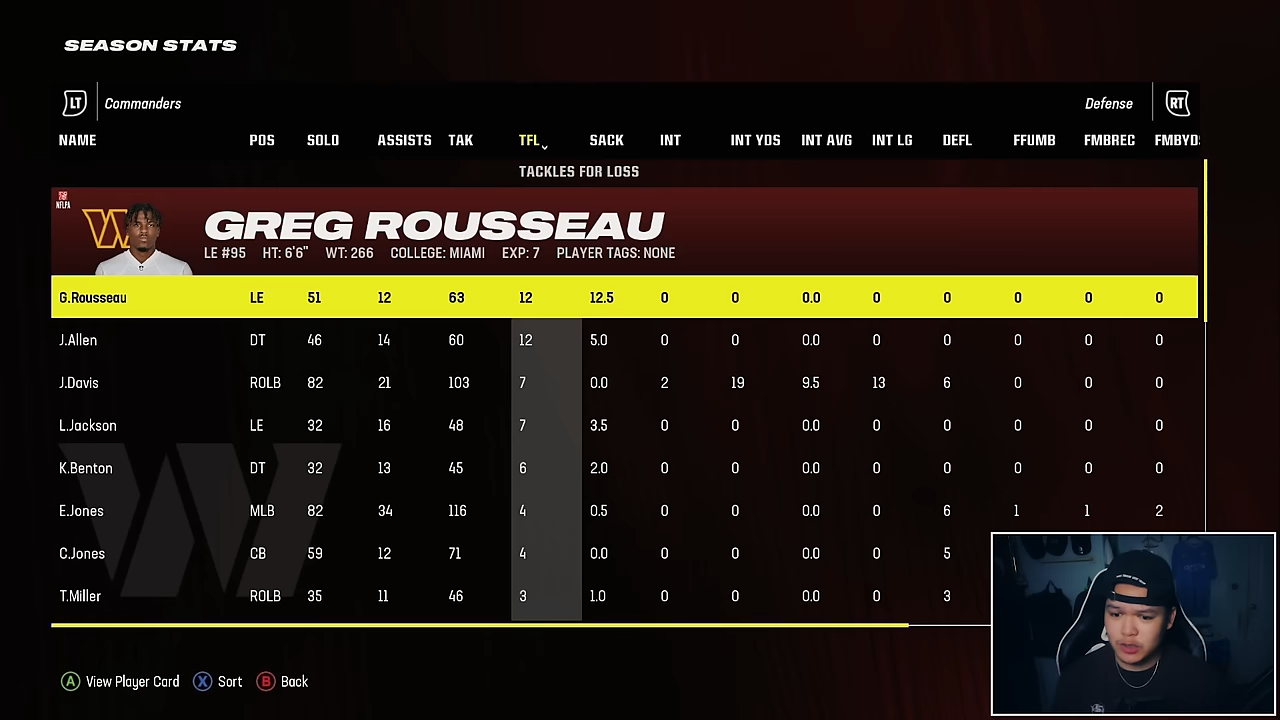 SEASON STATS
LT Commanders Defense RT
NAME POS SOLO ASSISTS TAK TFL SACK INT INT YDS INT AVG INT LG DEFL FFUMB FMBREC FMBYDS
TACKLES FOR LOSS
NFLPA
GREG ROUSSEAU
LE #95 HT: 6'6" WT: 266 COLLEGE: MIAMI EXP: 7 PLAYER TAGS: NONE
G.Rousseau LE 51 12 63 12 12.5 0 0 0.0 0 0 0 0 0
J.Allen DT 46 14 60 12 5.0 0 0 0.0 0 0 0 0 0
J.Davis ROLB 82 21 103 7 0.0 2 19 9.5 13 6 0 0 0
L.Jackson LE 32 16 48 7 3.5 0 0 0.0 0 0 0 0 0
K.Benton DT 32 13 45 6 2.0 0 0 0.0 0 0 0 0 0
E.Jones MLB 82 34 116 4 0.5 0 0 0.0 0 6 1 1 2
C.Jones CB 59 12 71 4 0.0 0 0 0.0 0 5
T.Miller ROLB 35 11 46 3 1.0 0 0 0.0 0 3
A View Player Card X Sort B Back